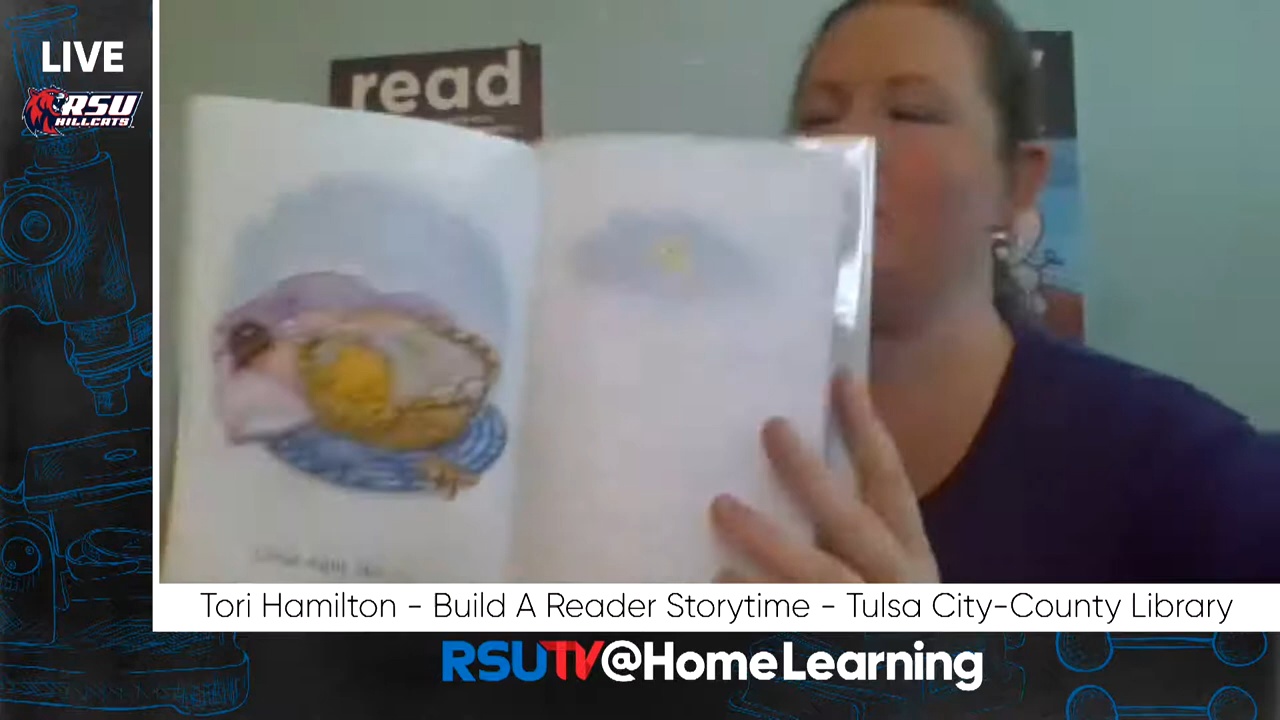 LIVE
RSU
HILLCATS
read
Tori Hamilton - Build A Reader Storytime - Tulsa City-County Library
RSUTV@HomeLearning